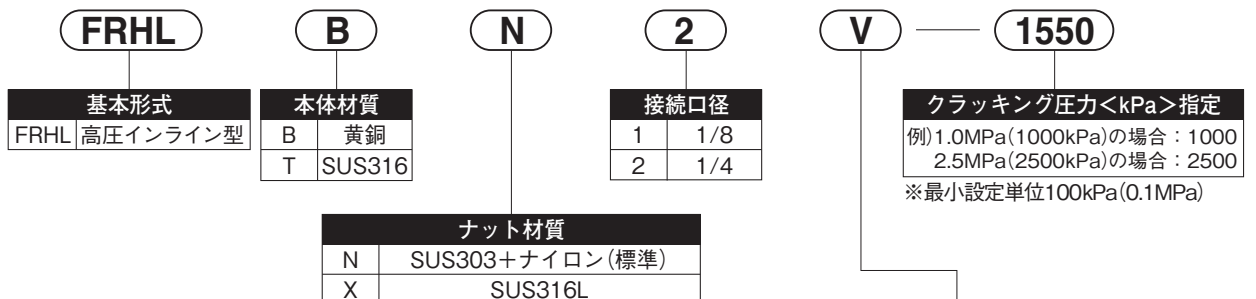 FRHL B N 2 V — 1550
基本形式
FRHL 高圧インライン型
本体材質
B 黄銅
T SUS316
接続口径
1 1/8
2 1/4
クラッキング圧力<kPa>指定
例)1.0MPa(1000kPa)の場合：1000
2.5MPa(2500kPa)の場合：2500
※最小設定単位100kPa(0.1MPa)
ナット材質
N SUS303+ナイロン(標準)
X SUS316L